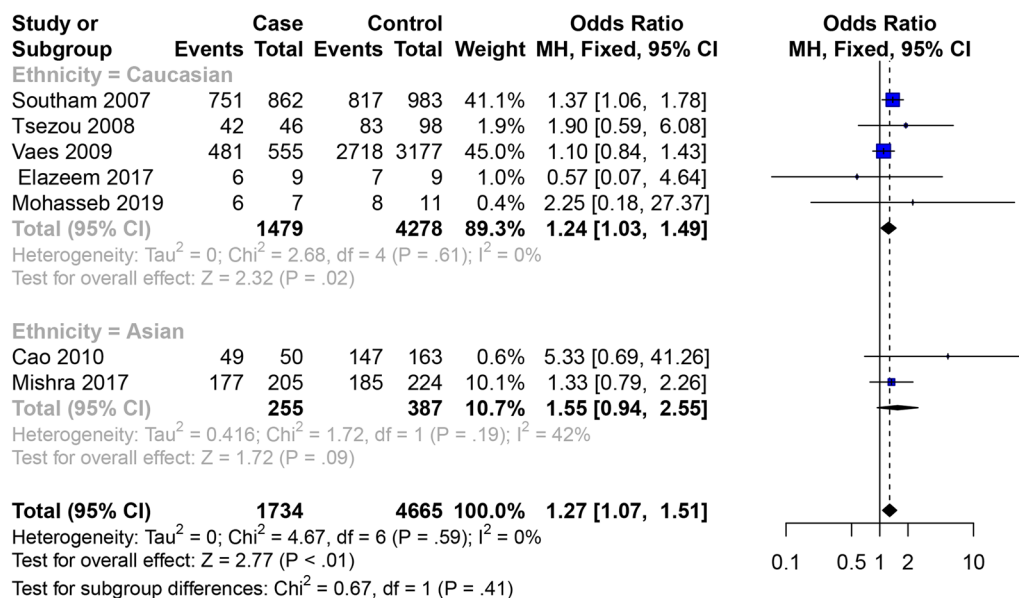 Study or Case Control Odds Ratio Odds Ratio
Subgroup Events Total Events Total Weight MH, Fixed, 95% CI MH, Fixed, 95% CI
Ethnicity = Caucasian
Southam 2007 751 862 817 983 41.1% 1.37 [1.06, 1.78]
Tsezou 2008 42 46 83 98 1.9% 1.90 [0.59, 6.08]
Vaes 2009 481 555 2718 3177 45.0% 1.10 [0.84, 1.43]
Elazeem 2017 6 9 7 9 1.0% 0.57 [0.07, 4.64]
Mohasseb 2019 6 7 8 11 0.4% 2.25 [0.18, 27.37]
Total (95% CI) 1479 4278 89.3% 1.24 [1.03, 1.49]
Heterogeneity: Tau² = 0; Chi² = 2.68, df = 4 (P = .61); I² = 0%
Test for overall effect: Z = 2.32 (P = .02)
Ethnicity = Asian
Cao 2010 49 50 147 163 0.6% 5.33 [0.69, 41.26]
Mishra 2017 177 205 185 224 10.1% 1.33 [0.79, 2.26]
Total (95% CI) 255 387 10.7% 1.55 [0.94, 2.55]
Heterogeneity: Tau² = 0.416; Chi² = 1.72, df = 1 (P = .19); I² = 42%
Test for overall effect: Z = 1.72 (P = .09)
Total (95% CI) 1734 4665 100.0% 1.27 [1.07, 1.51]
Heterogeneity: Tau² = 0; Chi² = 4.67, df = 6 (P = .59); I² = 0%
Test for overall effect: Z = 2.77 (P < .01)
Test for subgroup differences: Chi² = 0.67, df = 1 (P = .41)
0.1 0.5 1 2 10